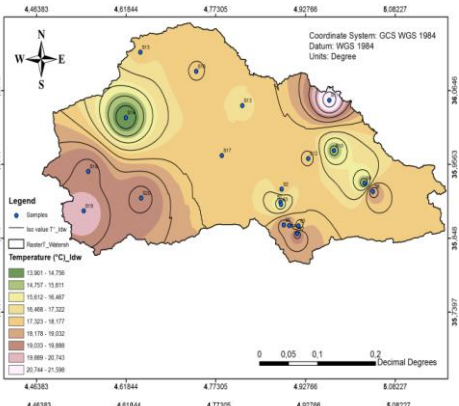 4.46383 4.61844 4.77305 4.92766 5.08227
Coordinate System: GCS WGS 1984
Datum: WGS 1984
Units: Degree
N
W E
S
36,0646
35,9563
35,848
35,7397
S17
Legend
Samples
Iso value T°_Idw
RasterT_Watersh
Temperature (°C)_Idw
13,901 - 14,756
14,757 - 15,611
15,612 - 16,467
16,468 - 17,322
17,323 - 18,177
18,178 - 19,032
19,033 - 19,888
19,889 - 20,743
20,744 - 21,598
0 0,05 0,1 0,2
Decimal Degrees
4.46383 4.61844 4.77305 4.92766 5.08227